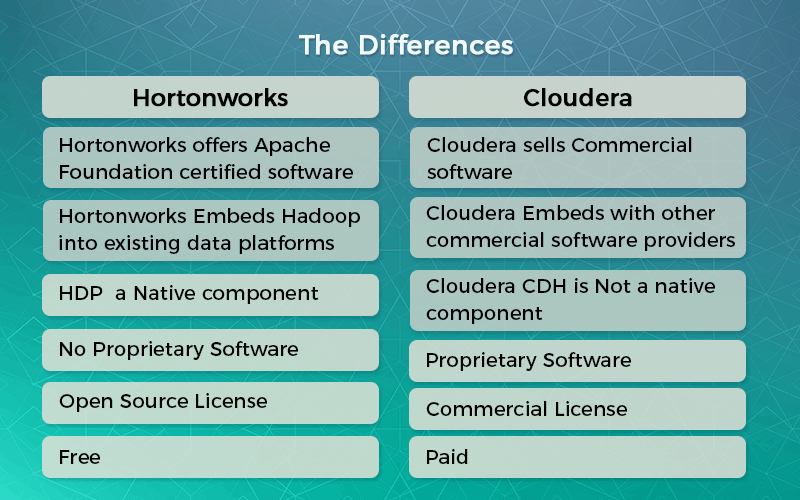 The Differences
Hortonworks
Cloudera
Hortonworks offers Apache
Foundation certified software
Cloudera sells Commercial
software
Hortonworks Embeds Hadoop
into existing data platforms
Cloudera Embeds with other
commercial software providers
HDP  a Native component
Cloudera CDH is Not a native
component
No Proprietary Software
Proprietary Software
Open Source License
Commercial License
Free
Paid